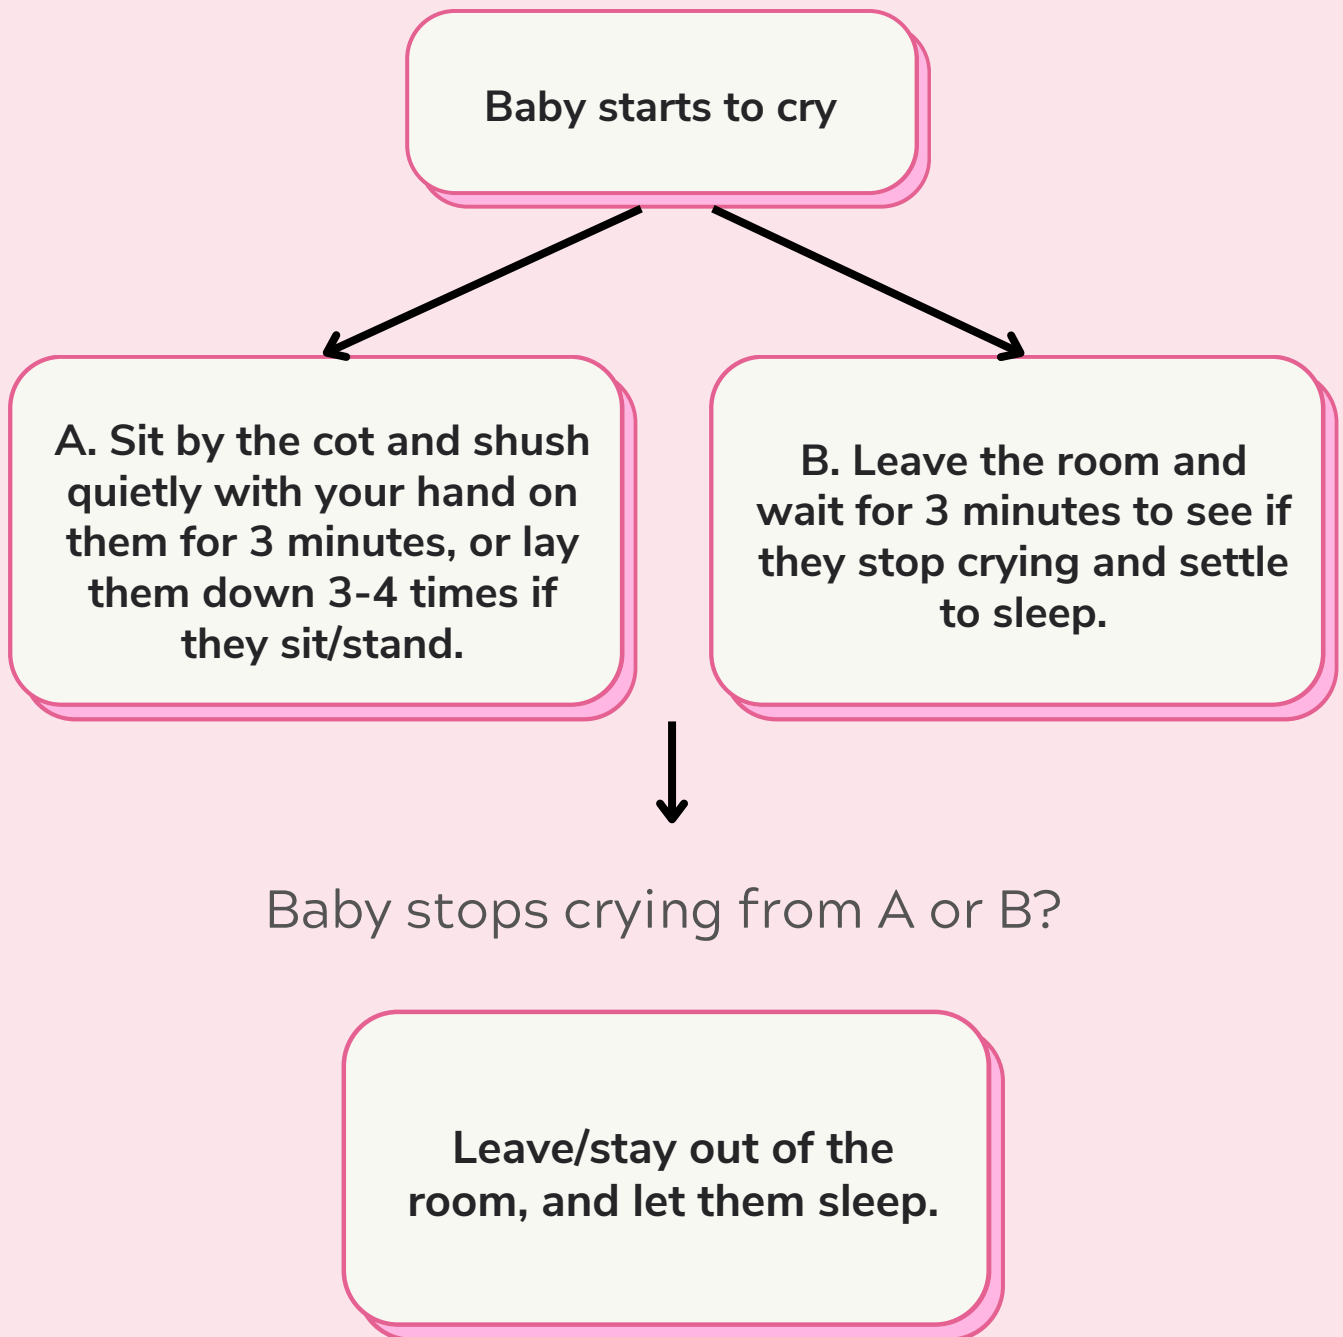 Baby starts to cry
A. Sit by the cot and shush
quietly with your hand on
them for 3 minutes, or lay
them down 3-4 times if
they sit/stand.
B. Leave the room and
wait for 3 minutes to see if
they stop crying and settle
to sleep.
Baby stops crying from A or B?
Leave/stay out of the
room, and let them sleep.